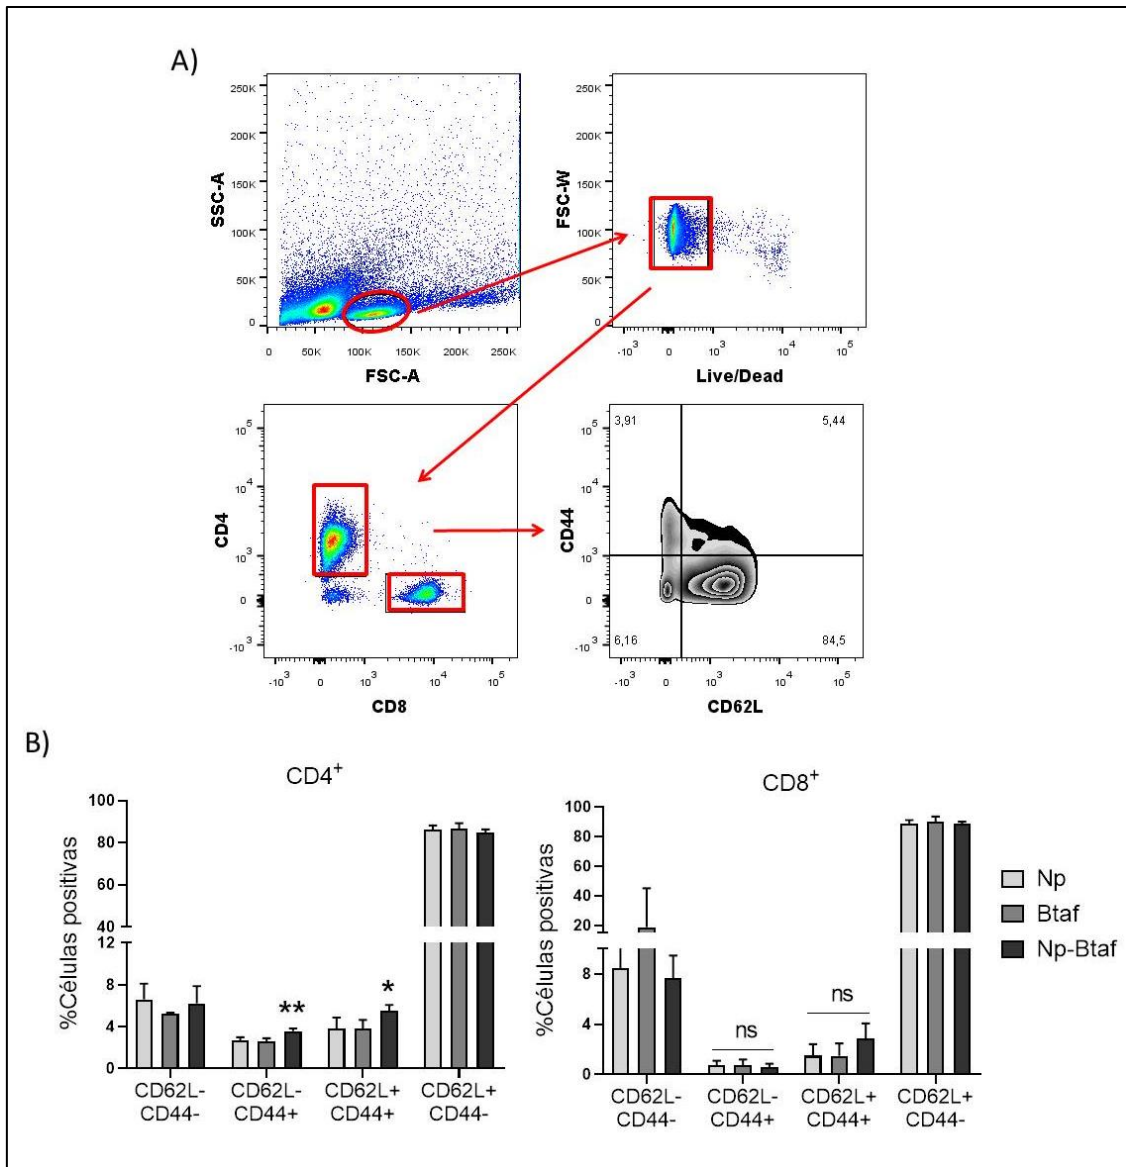 A)
SSC-A
250K
200K
150K
100K
50K
0
0 50K 100K 150K 200K 250K
FSC-A
FSC-W
250K
200K
150K
100K
50K
0
-10³ 0 10³ 10⁴ 10⁵
Live/Dead
CD4
10⁵
10⁴
10³
0
-10³
-10³ 0 10³ 10⁴ 10⁵
CD8
CD44
10⁵
10⁴
10³
0
-10³
3,91 5,44
6,16 84,5
-10³ 0 10³ 10⁴ 10⁵
CD62L
B)
CD4⁺
%Células positivas
100
80
60
40
12
8
4
0
** *
CD62L- CD62L- CD62L+ CD62L+
CD44- CD44+ CD44+ CD44-
CD8⁺
%Células positivas
100
80
60
40
20
8
4
0
ns ns
CD62L- CD62L- CD62L+ CD62L+
CD44- CD44+ CD44+ CD44-
Np
Btaf
Np-Btaf